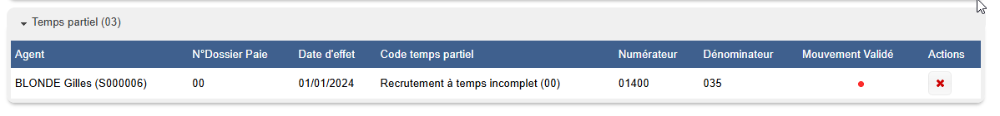 Temps partiel (03)
Agent N°Dossier Paie Date d'effet Code temps partiel Numérateur Dénominateur Mouvement Validé Actions
BLONDE Gilles (S000006) 00 01/01/2024 Recrutement à temps incomplet (00) 01400 035